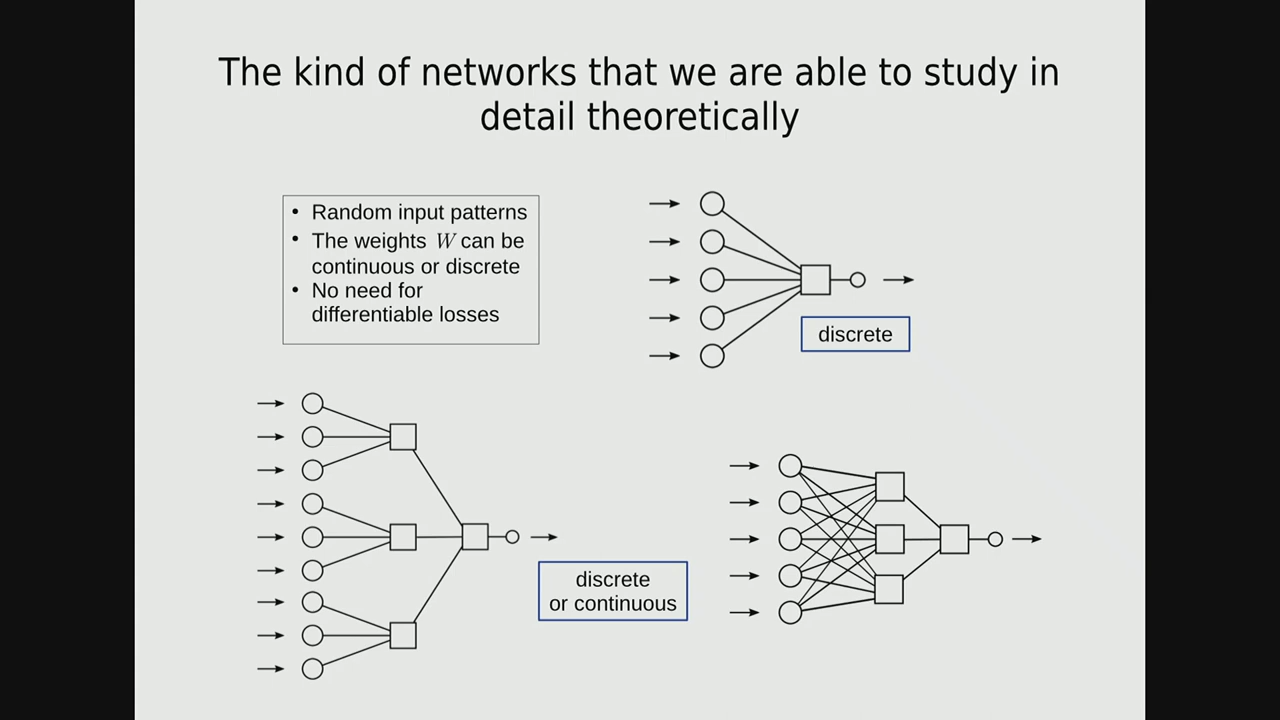 The kind of networks that we are able to study in
detail theoretically
• Random input patterns
• The weights W can be
continuous or discrete
• No need for
differentiable losses
discrete
discrete
or continuous